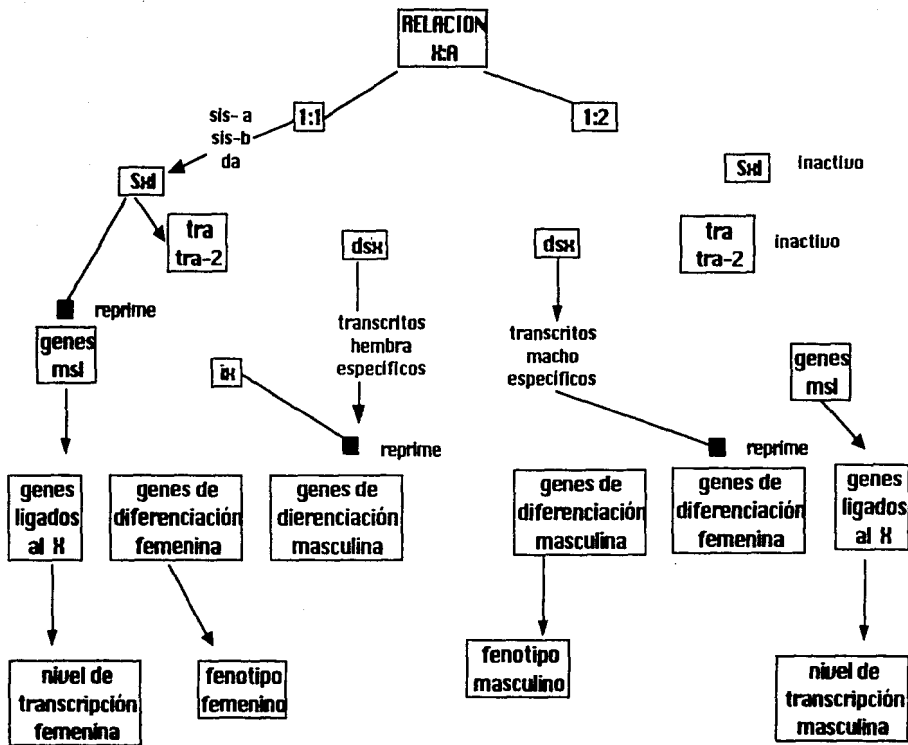 RELACION
X:A
1:1
1:2
sis-a
sis-b
da
Sxl
inactivo
Sxl
tra
tra-2
dsx
dsx
tra
tra-2
inactivo
reprime
genes
msl
transcritos
hembra
específicos
transcritos
macho
específicos
ix
genes
msl
reprime
reprime
genes
ligados
al X
genes de
diferenciación
femenina
genes de
dierenciación
masculina
genes de
diferenciación
masculina
genes de
diferenciación
femenina
genes
ligados
al X
nivel de
transcripción
femenina
fenotipo
femenino
fenotipo
masculino
nivel de
transcripción
masculina